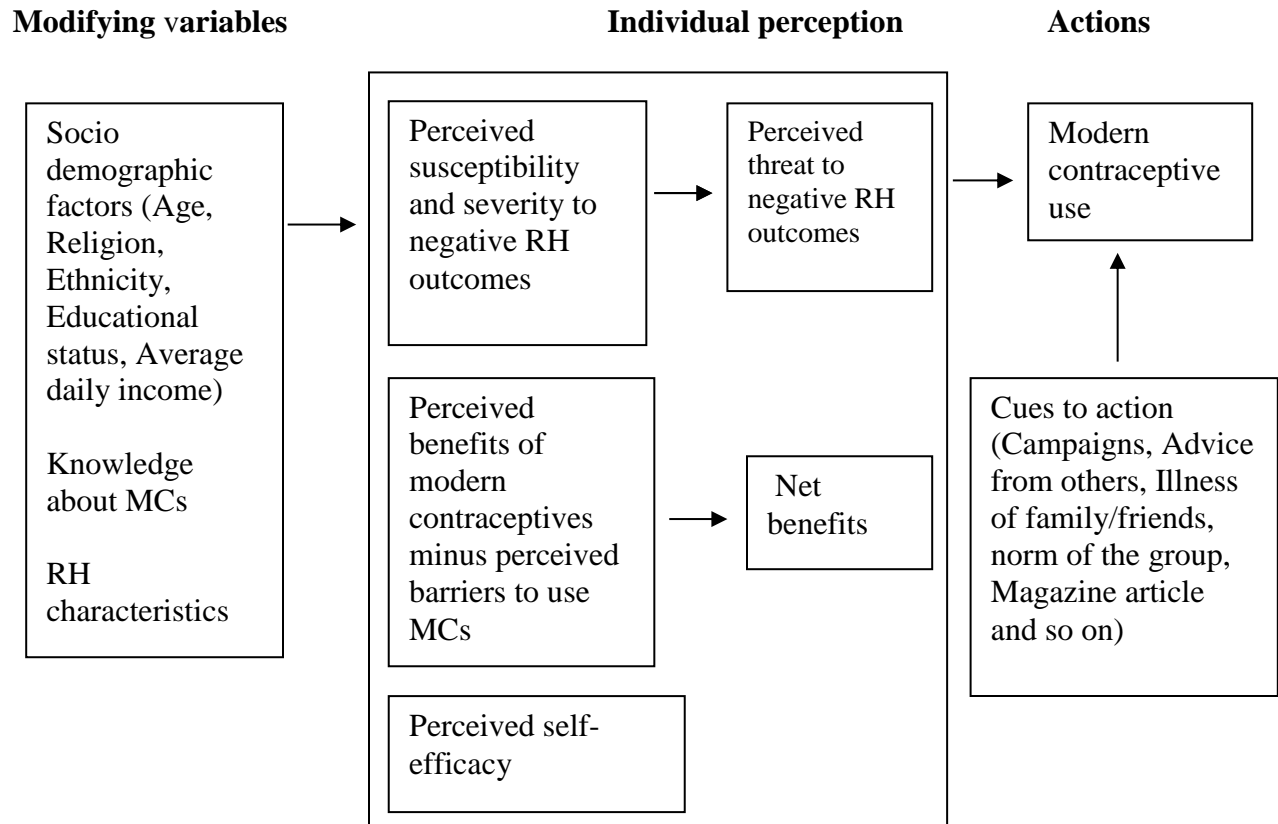 Modifying variables
Individual perception
Actions
Socio
demographic
factors (Age,
Religion,
Ethnicity,
Educational
status, Average
daily income)
Knowledge
about MCs
RH
characteristics
Perceived
susceptibility
and severity to
negative RH
outcomes
Perceived
threat to
negative RH
outcomes
Modern
contraceptive
use
Perceived
benefits of
modern
contraceptives
minus perceived
barriers to use
MCs
Net
benefits
Cues to action
(Campaigns, Advice
from others, Illness
of family/friends,
norm of the group,
Magazine article
and so on)
Perceived self-
efficacy